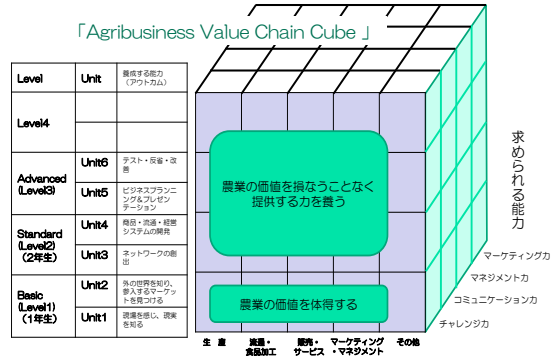 「Agribusiness Value Chain Cube 」
Level
Unit
養成する能力
(アウトカム)
Level4
Advanced
(Level3)
Unit6
テスト・反省・改
善
Unit5
ビジネスプランニ
ング&プレゼン
テーション
Standard
(Level2)
(2年生)
Unit4
商品・流通・経営
システムの開発
Unit3
ネットワークの創
出
Basic
(Level1)
(1年生)
Unit2
外の世界を知り、
参入するマーケッ
トを見つける
Unit1
現場を感じ、現実
を知る
農業の価値を損なうことなく
提供する力を養う
農業の価値を体得する
生 産
流通・
食品加工
販売・
サービス
マーケティング
・マネジメント
その他
求められる能力
マーケティング力
マネジメント力
コミュニケーション力
チャレンジ力